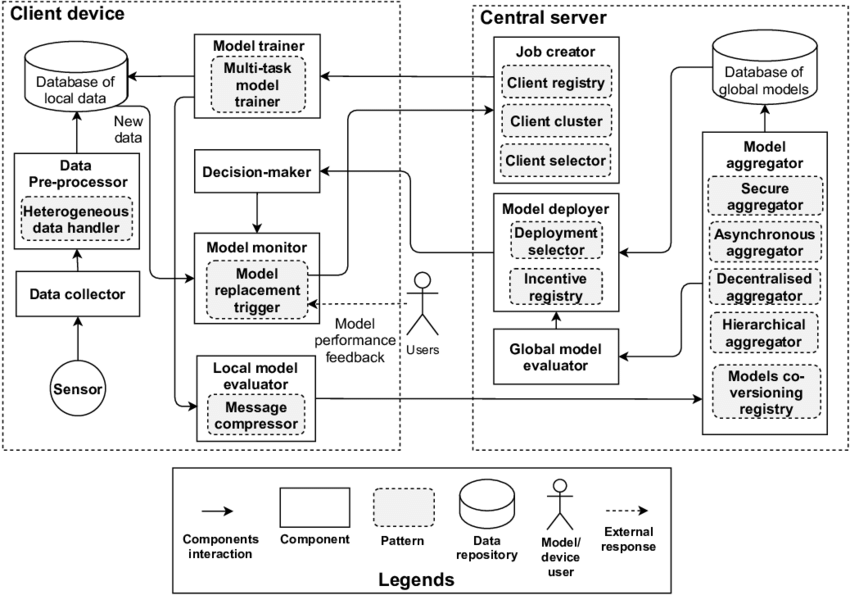 Client device
Database of
local data
New
data
Data
Pre-processor
Heterogeneous
data handler
Data collector
Sensor
Model trainer
Multi-task
model
trainer
Decision-maker
Model monitor
Model
replacement
trigger
Model
performance
feedback
Users
Local model
evaluator
Message
compressor
Central server
Job creator
Client registry
Client cluster
Client selector
Model deployer
Deployment
selector
Incentive
registry
Global model
evaluator
Database of
global models
Model
aggregator
Secure
aggregator
Asynchronous
aggregator
Decentralised
aggregator
Hierarchical
aggregator
Models co-
versioning
registry
Components
interaction
Component
Pattern
Data
repository
Model/
device
user
External
response
Legends